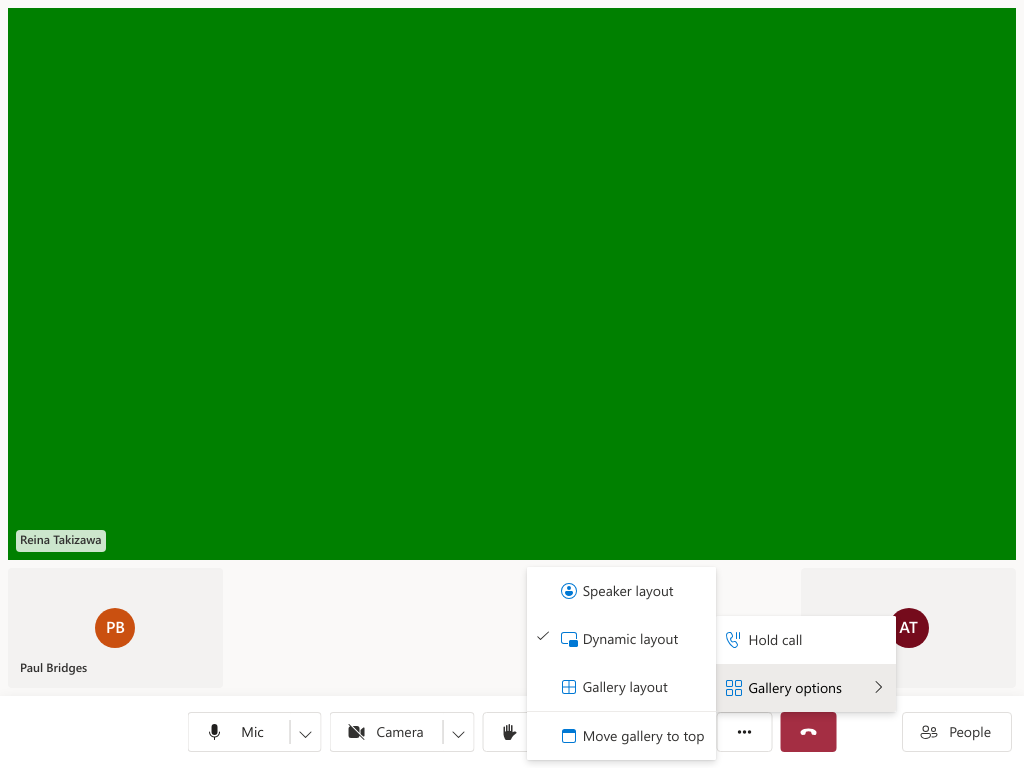 Reina Takizawa
PB
Paul Bridges
AT
Speaker layout
Dynamic layout
Gallery layout
Move gallery to top
Hold call
Gallery options
Mic
Camera
People